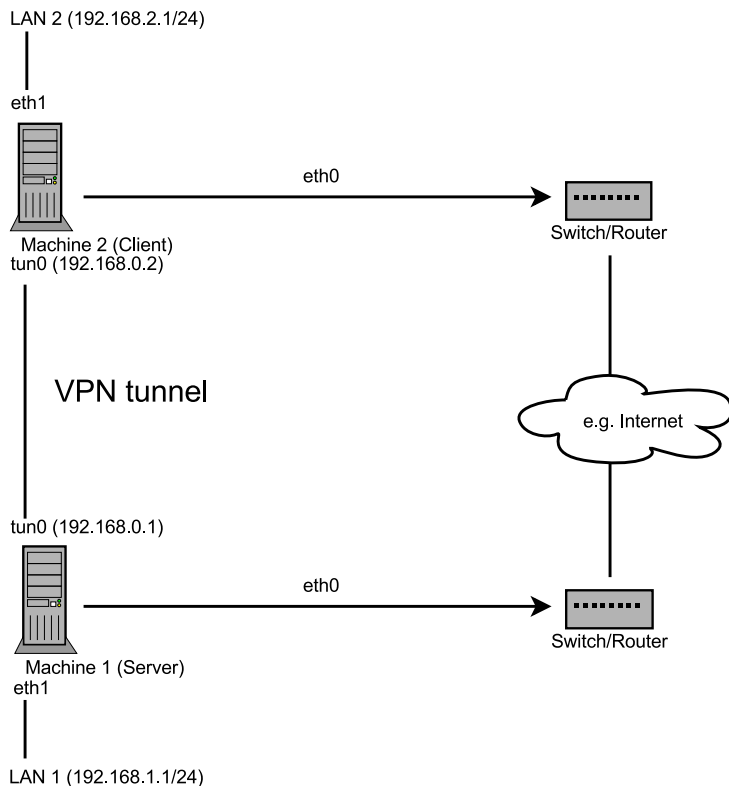 LAN 2 (192.168.2.1/24)
eth1
eth0
Switch/Router
Machine 2 (Client)
tun0 (192.168.0.2)
VPN tunnel
e.g. Internet
tun0 (192.168.0.1)
eth0
Switch/Router
Machine 1 (Server)
eth1
LAN 1 (192.168.1.1/24)